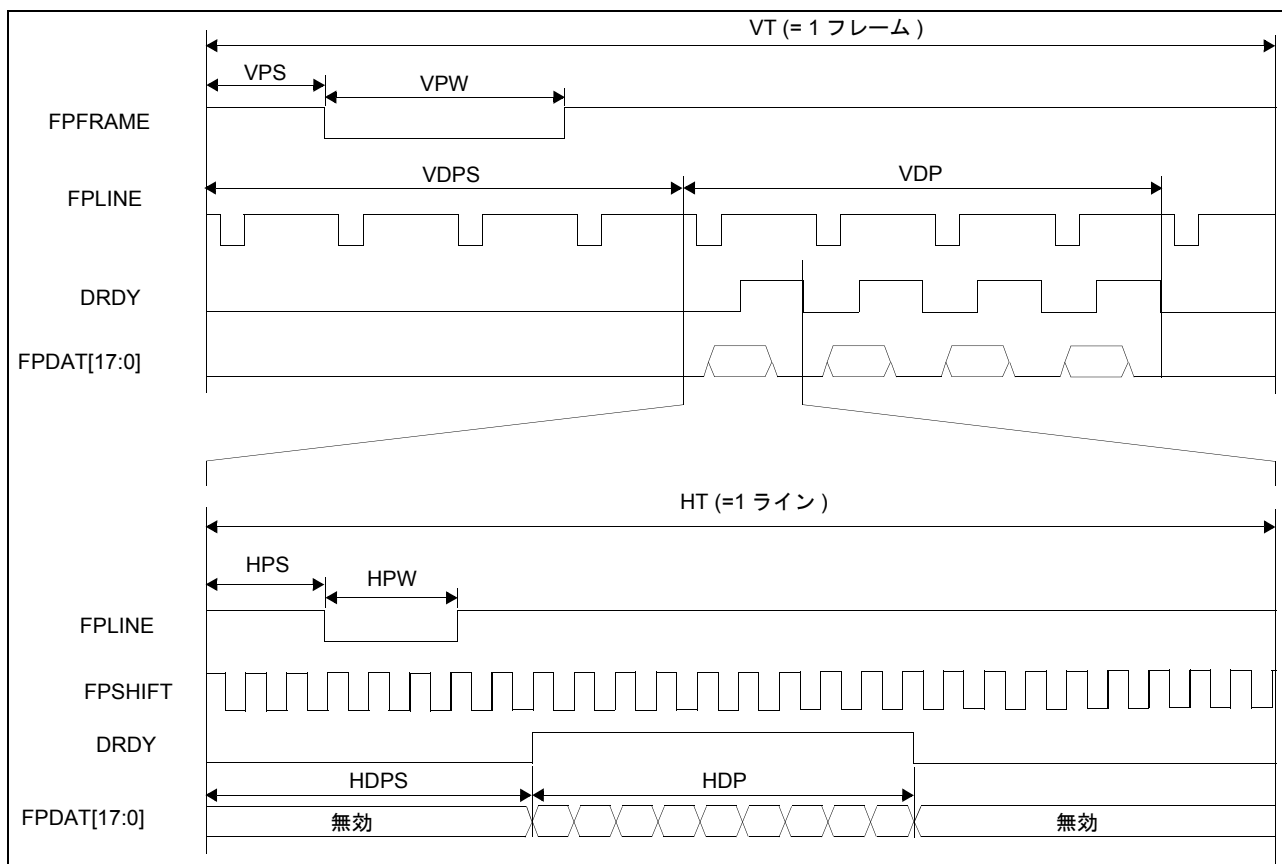 VT (= 1 フレーム )
VPS
VPW
FPFRAME
VDPS
VDP
FPLINE
DRDY
FPDAT[17:0]
HT (=1 ライン )
HPS
HPW
FPLINE
FPSHIFT
DRDY
HDPS
HDP
FPDAT[17:0]
無効
無効